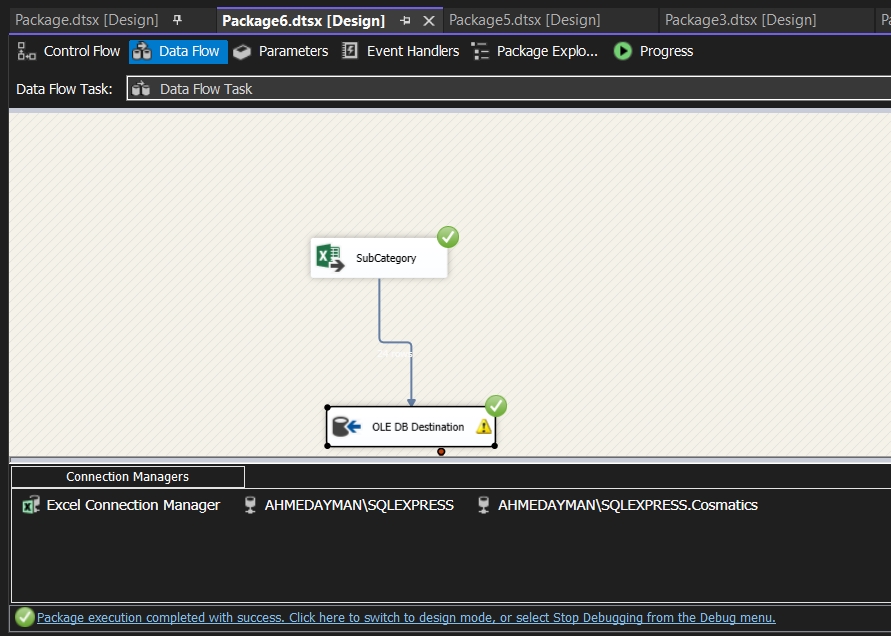 Package.dtsx [Design] Package6.dtsx [Design] Package5.dtsx [Design] Package3.dtsx [Design]
Control Flow Data Flow Parameters Event Handlers Package Explo... Progress
Data Flow Task: Data Flow Task
SubCategory
OLE DB Destination
Connection Managers
Excel Connection Manager AHMEDAYMAN\SQLEXPRESS AHMEDAYMAN\SQLEXPRESS.Cosmatics
Package execution completed with success. Click here to switch to design mode, or select Stop Debugging from the Debug menu.